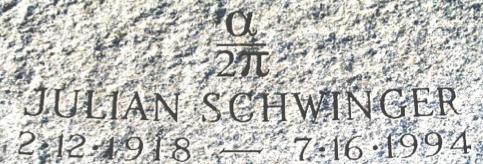 α
2π
JULIAN SCHWINGER
2·12·1918 — 7·16·1994